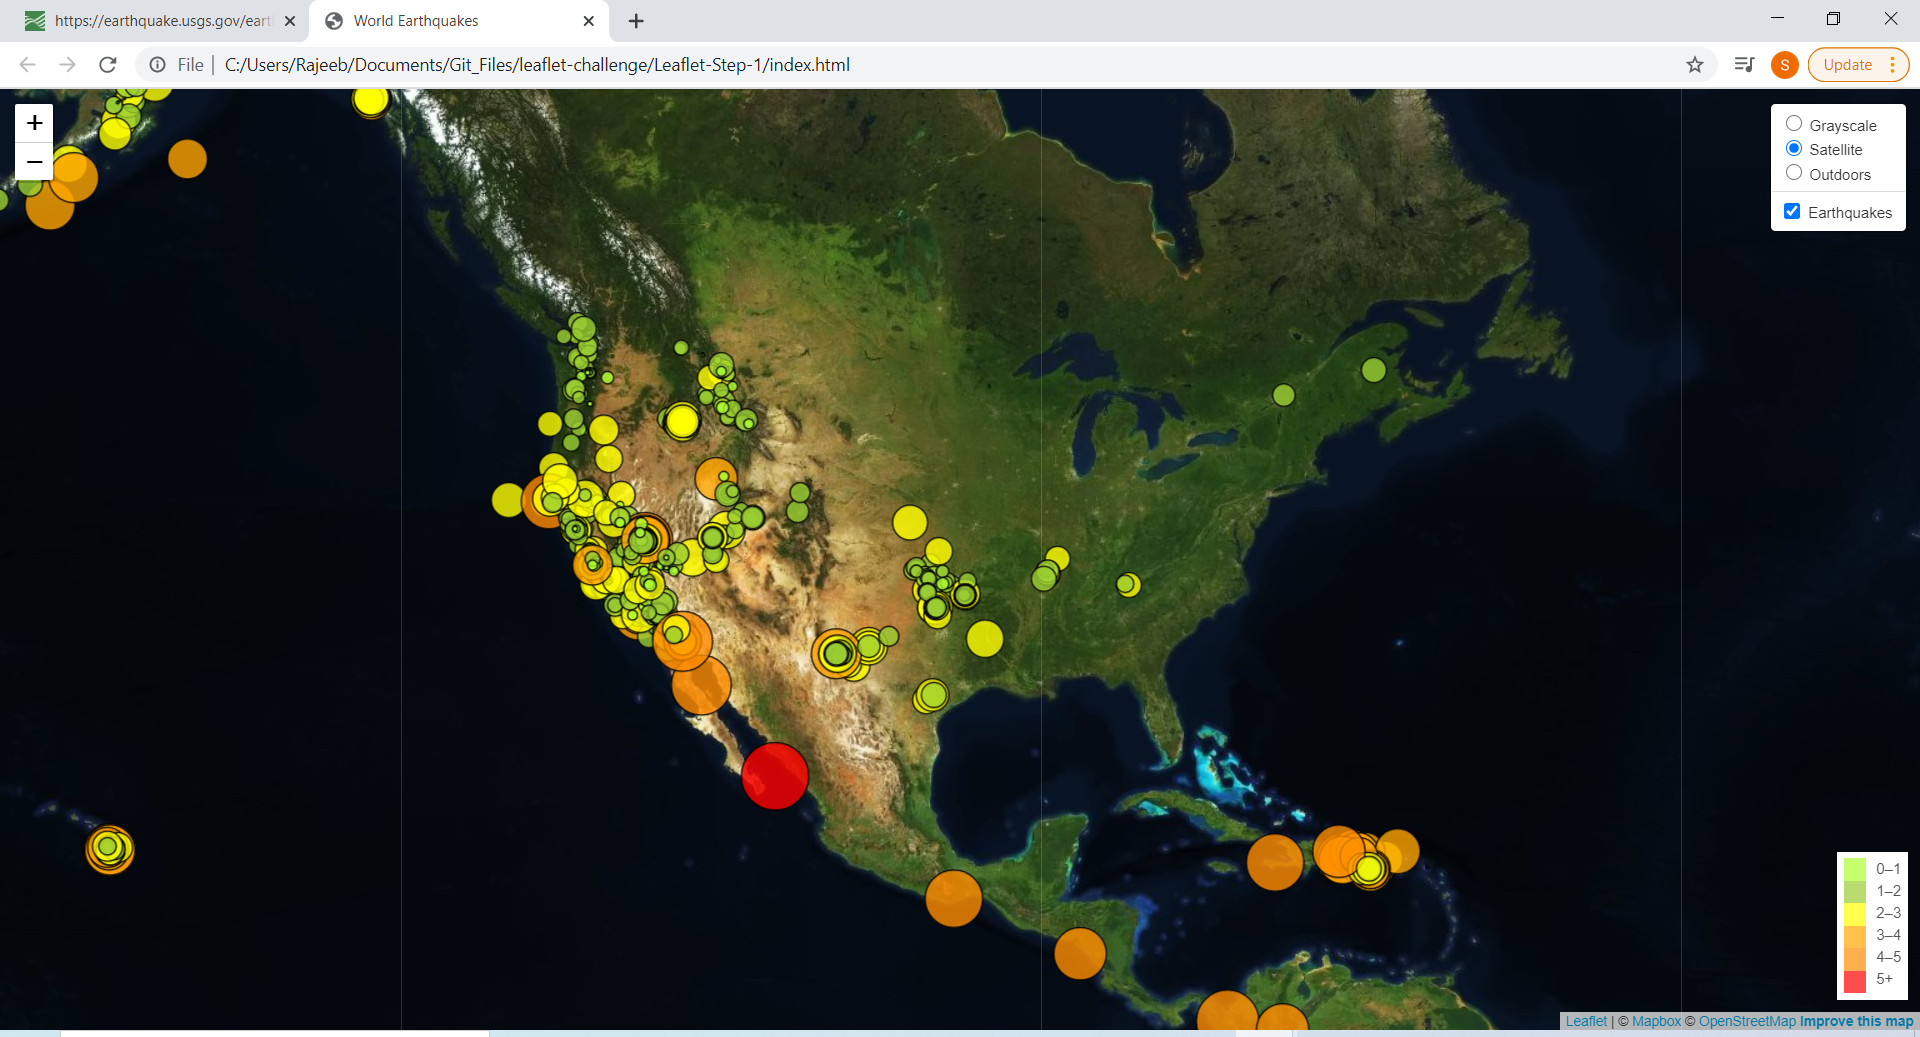 https://earthquake.usgs.gov/eart
World Earthquakes
File
C:/Users/Rajeeb/Documents/Git_Files/leaflet-challenge/Leaflet-Step-1/index.html
S
Update
+
−
Grayscale
Satellite
Outdoors
Earthquakes
0–1
1–2
2–3
3–4
4–5
5+
Leaflet | © Mapbox © OpenStreetMap Improve this map